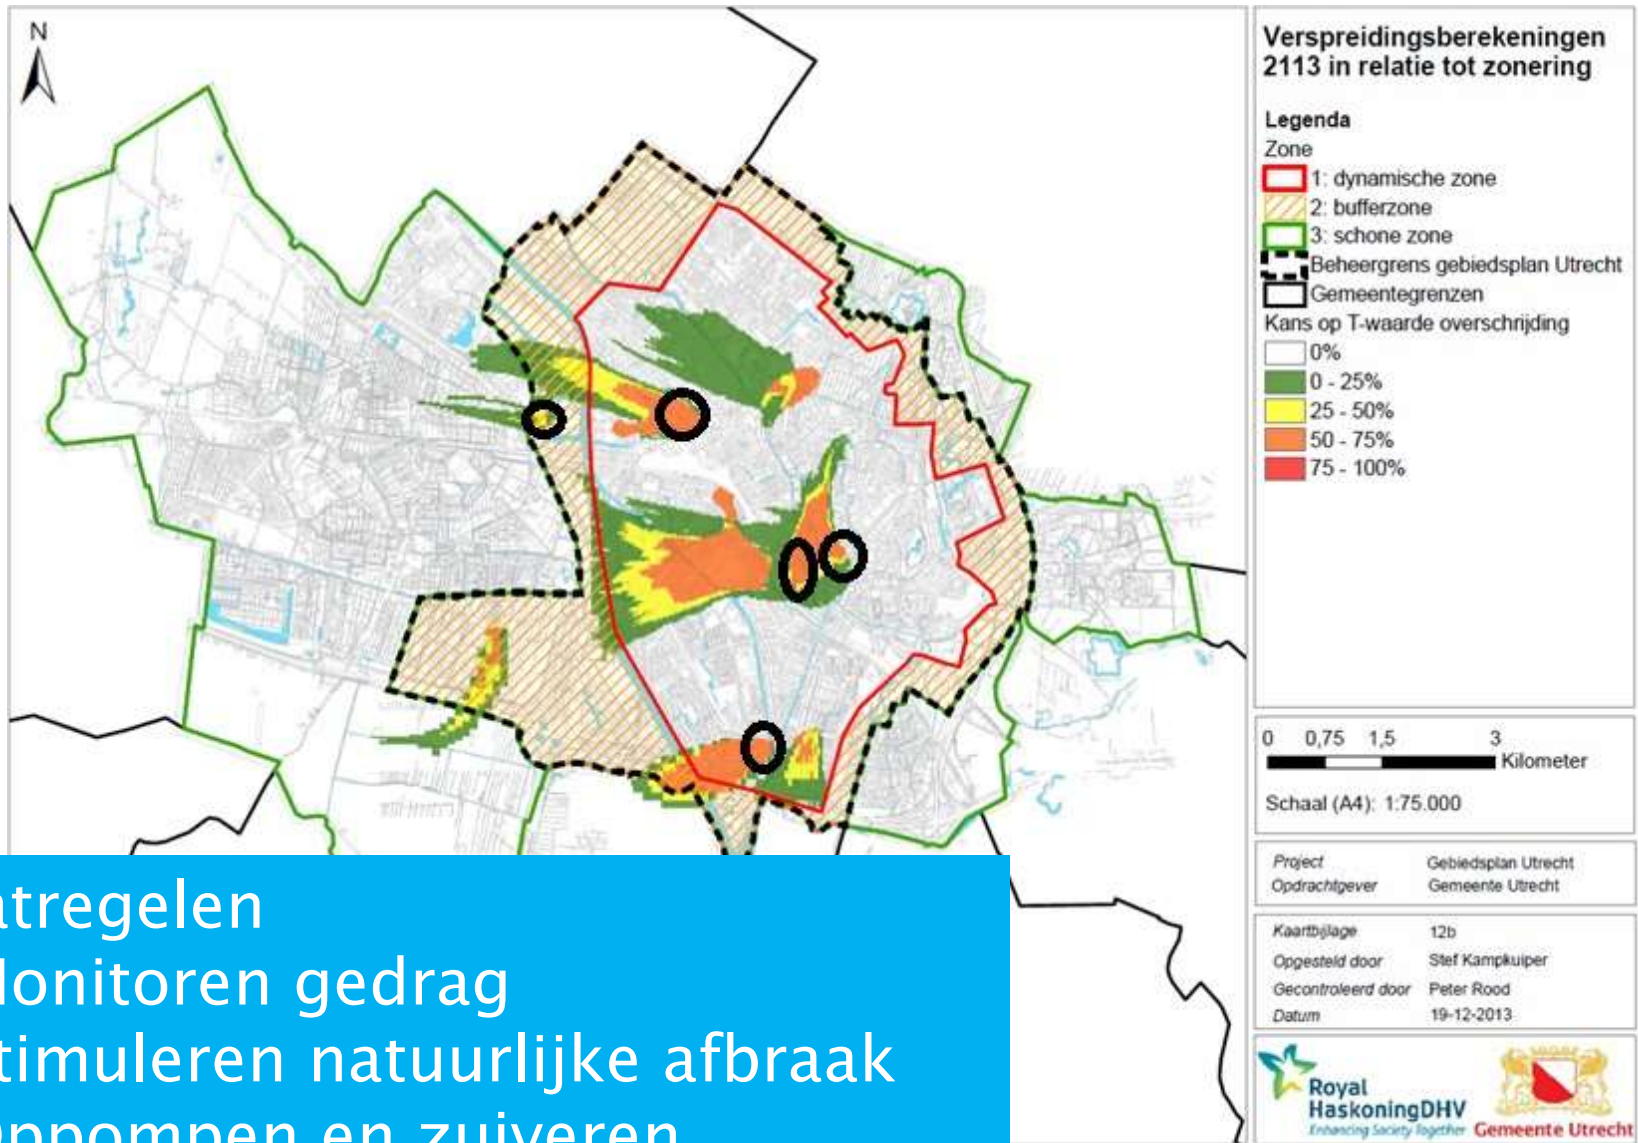 N
Verspreidingsberekeningen
2113 in relatie tot zonering
Legenda
Zone
1: dynamische zone
2: bufferzone
3: schone zone
Beheergrens gebiedsplan Utrecht
Gemeentegrenzen
Kans op T-waarde overschrijding
0%
0 - 25%
25 - 50%
50 - 75%
75 - 100%
0 0,75 1,5 3
Kilometer
Schaal (A4): 1:75.000
Project Gebiedsplan Utrecht
Opdrachtgever Gemeente Utrecht
Kaartbijlage 12b
Opgesteld door Stef Kampkuiper
Gecontroleerd door Peter Rood
Datum 19-12-2013
Royal
HaskoningDHV
Enhancing Society Together
Gemeente Utrecht
atregelen
Monitoren gedrag
timuleren natuurlijke afbraak
Oppompen en zuiveren